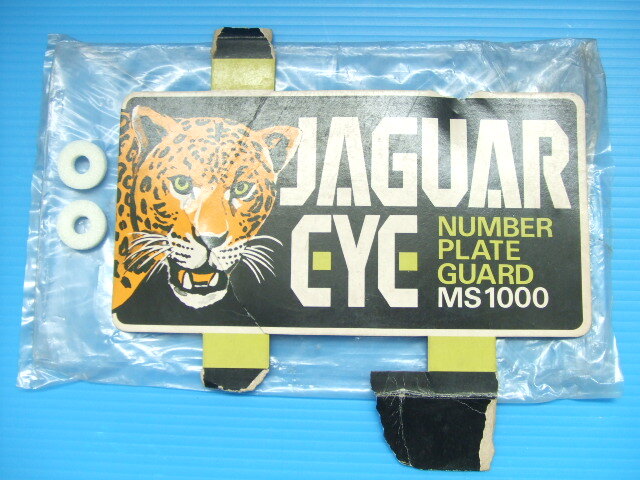 JAGUAR
EYE
NUMBER
PLATE
GUARD
MS1000